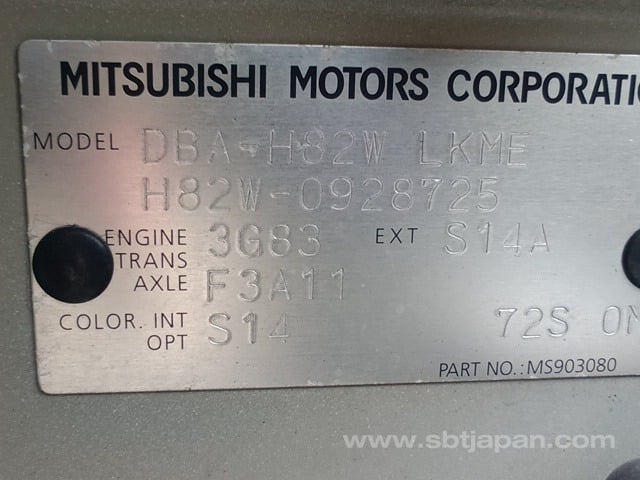 MITSUBISHI MOTORS CORPORATIO
MODEL DBA-H82W LKME
H82W-0928725
ENGINE 3G83 EXT S14A
TRANS AXLE F3A11
COLOR. INT OPT S14 72S 0M
PART NO.:MS903080
www.sbtjapan.com